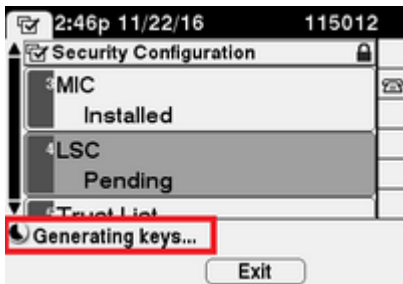 2:46p 11/22/16 115012
Security Configuration
3 MIC
Installed
4 LSC
Pending
5 Trust List
Generating keys...
Exit